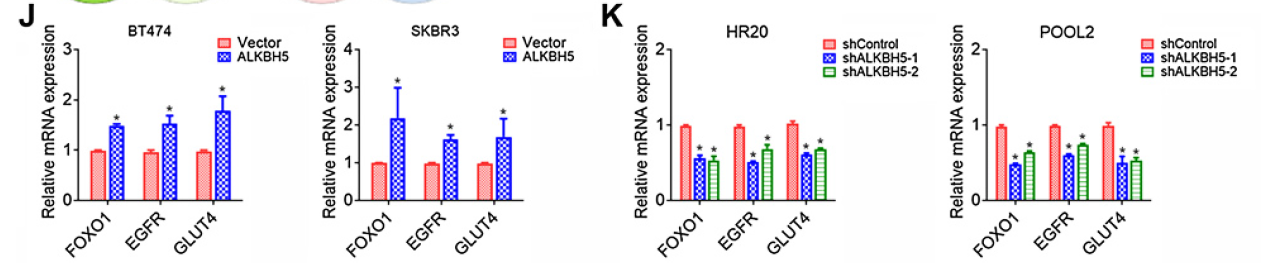 J
BT474
Relative mRNA expression
3
2
1
0
Vector
ALKBH5
* * *
FOXO1
EGFR
GLUT4
SKBR3
Relative mRNA expression
4
3
2
1
0
Vector
ALKBH5
* * *
FOXO1
EGFR
GLUT4
K
HR20
Relative mRNA expression
2
1
0
shControl
shALKBH5-1
shALKBH5-2
* * * * * *
FOXO1
EGFR
GLUT4
POOL2
Relative mRNA expression
2
1
0
shControl
shALKBH5-1
shALKBH5-2
* * * * * *
FOXO1
EGFR
GLUT4